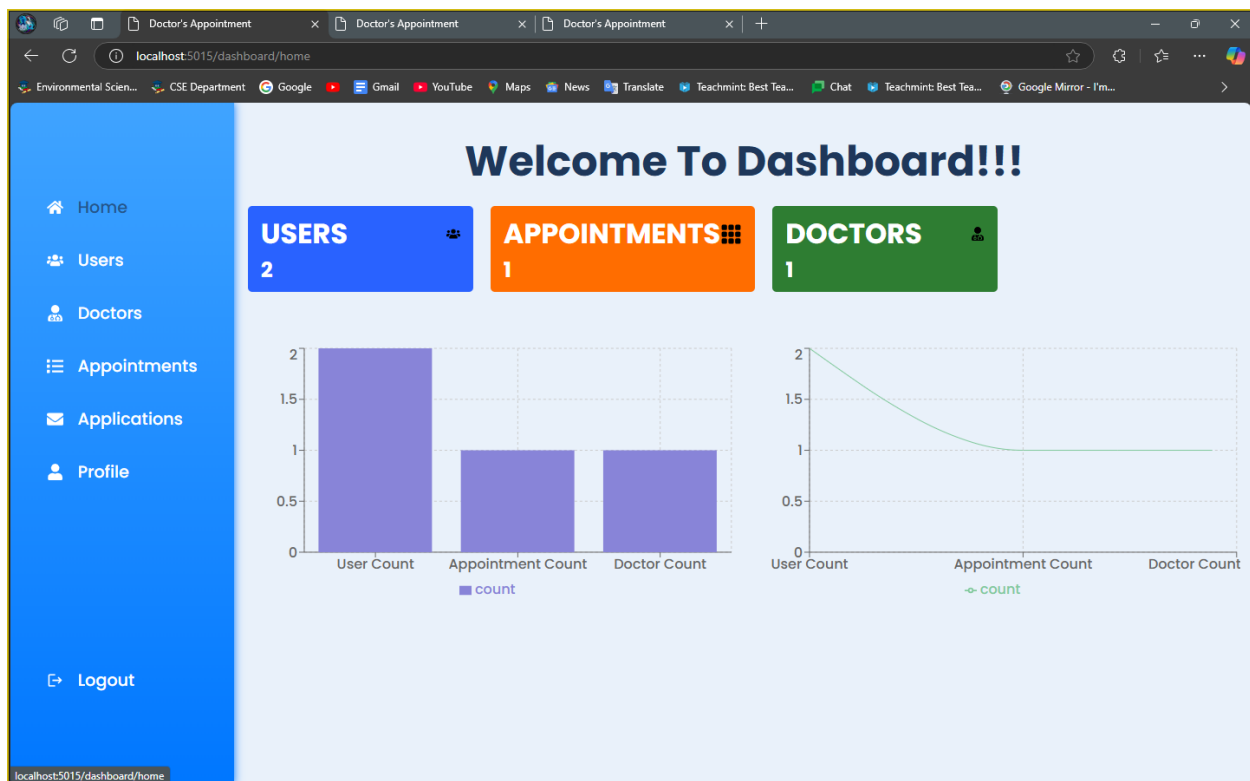 Doctor's Appointment Doctor's Appointment Doctor's Appointment
localhost:5015/dashboard/home
Environmental Scien... CSE Department Google Gmail YouTube Maps News Translate Teachmint: Best Tea... Chat Teachmint: Best Tea... Google Mirror - I'm...
Welcome To Dashboard!!!
Home
Users
Doctors
Appointments
Applications
Profile
Logout
USERS
2
APPOINTMENTS
1
DOCTORS
1
2
1.5
1
0.5
0
User Count Appointment Count Doctor Count
count
2
1.5
1
0.5
0
User Count Appointment Count Doctor Count
count
localhost:5015/dashboard/home